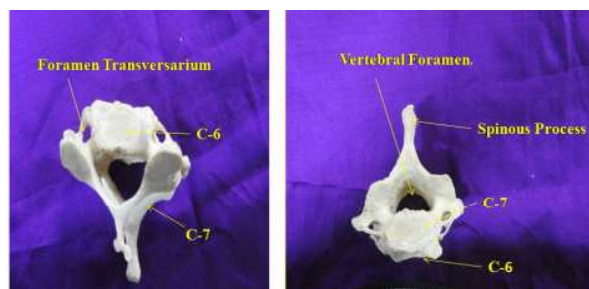 Foramen Transversarium
C-6
C-7
Vertebral Foramen.
Spinous Process
C-7
C-6